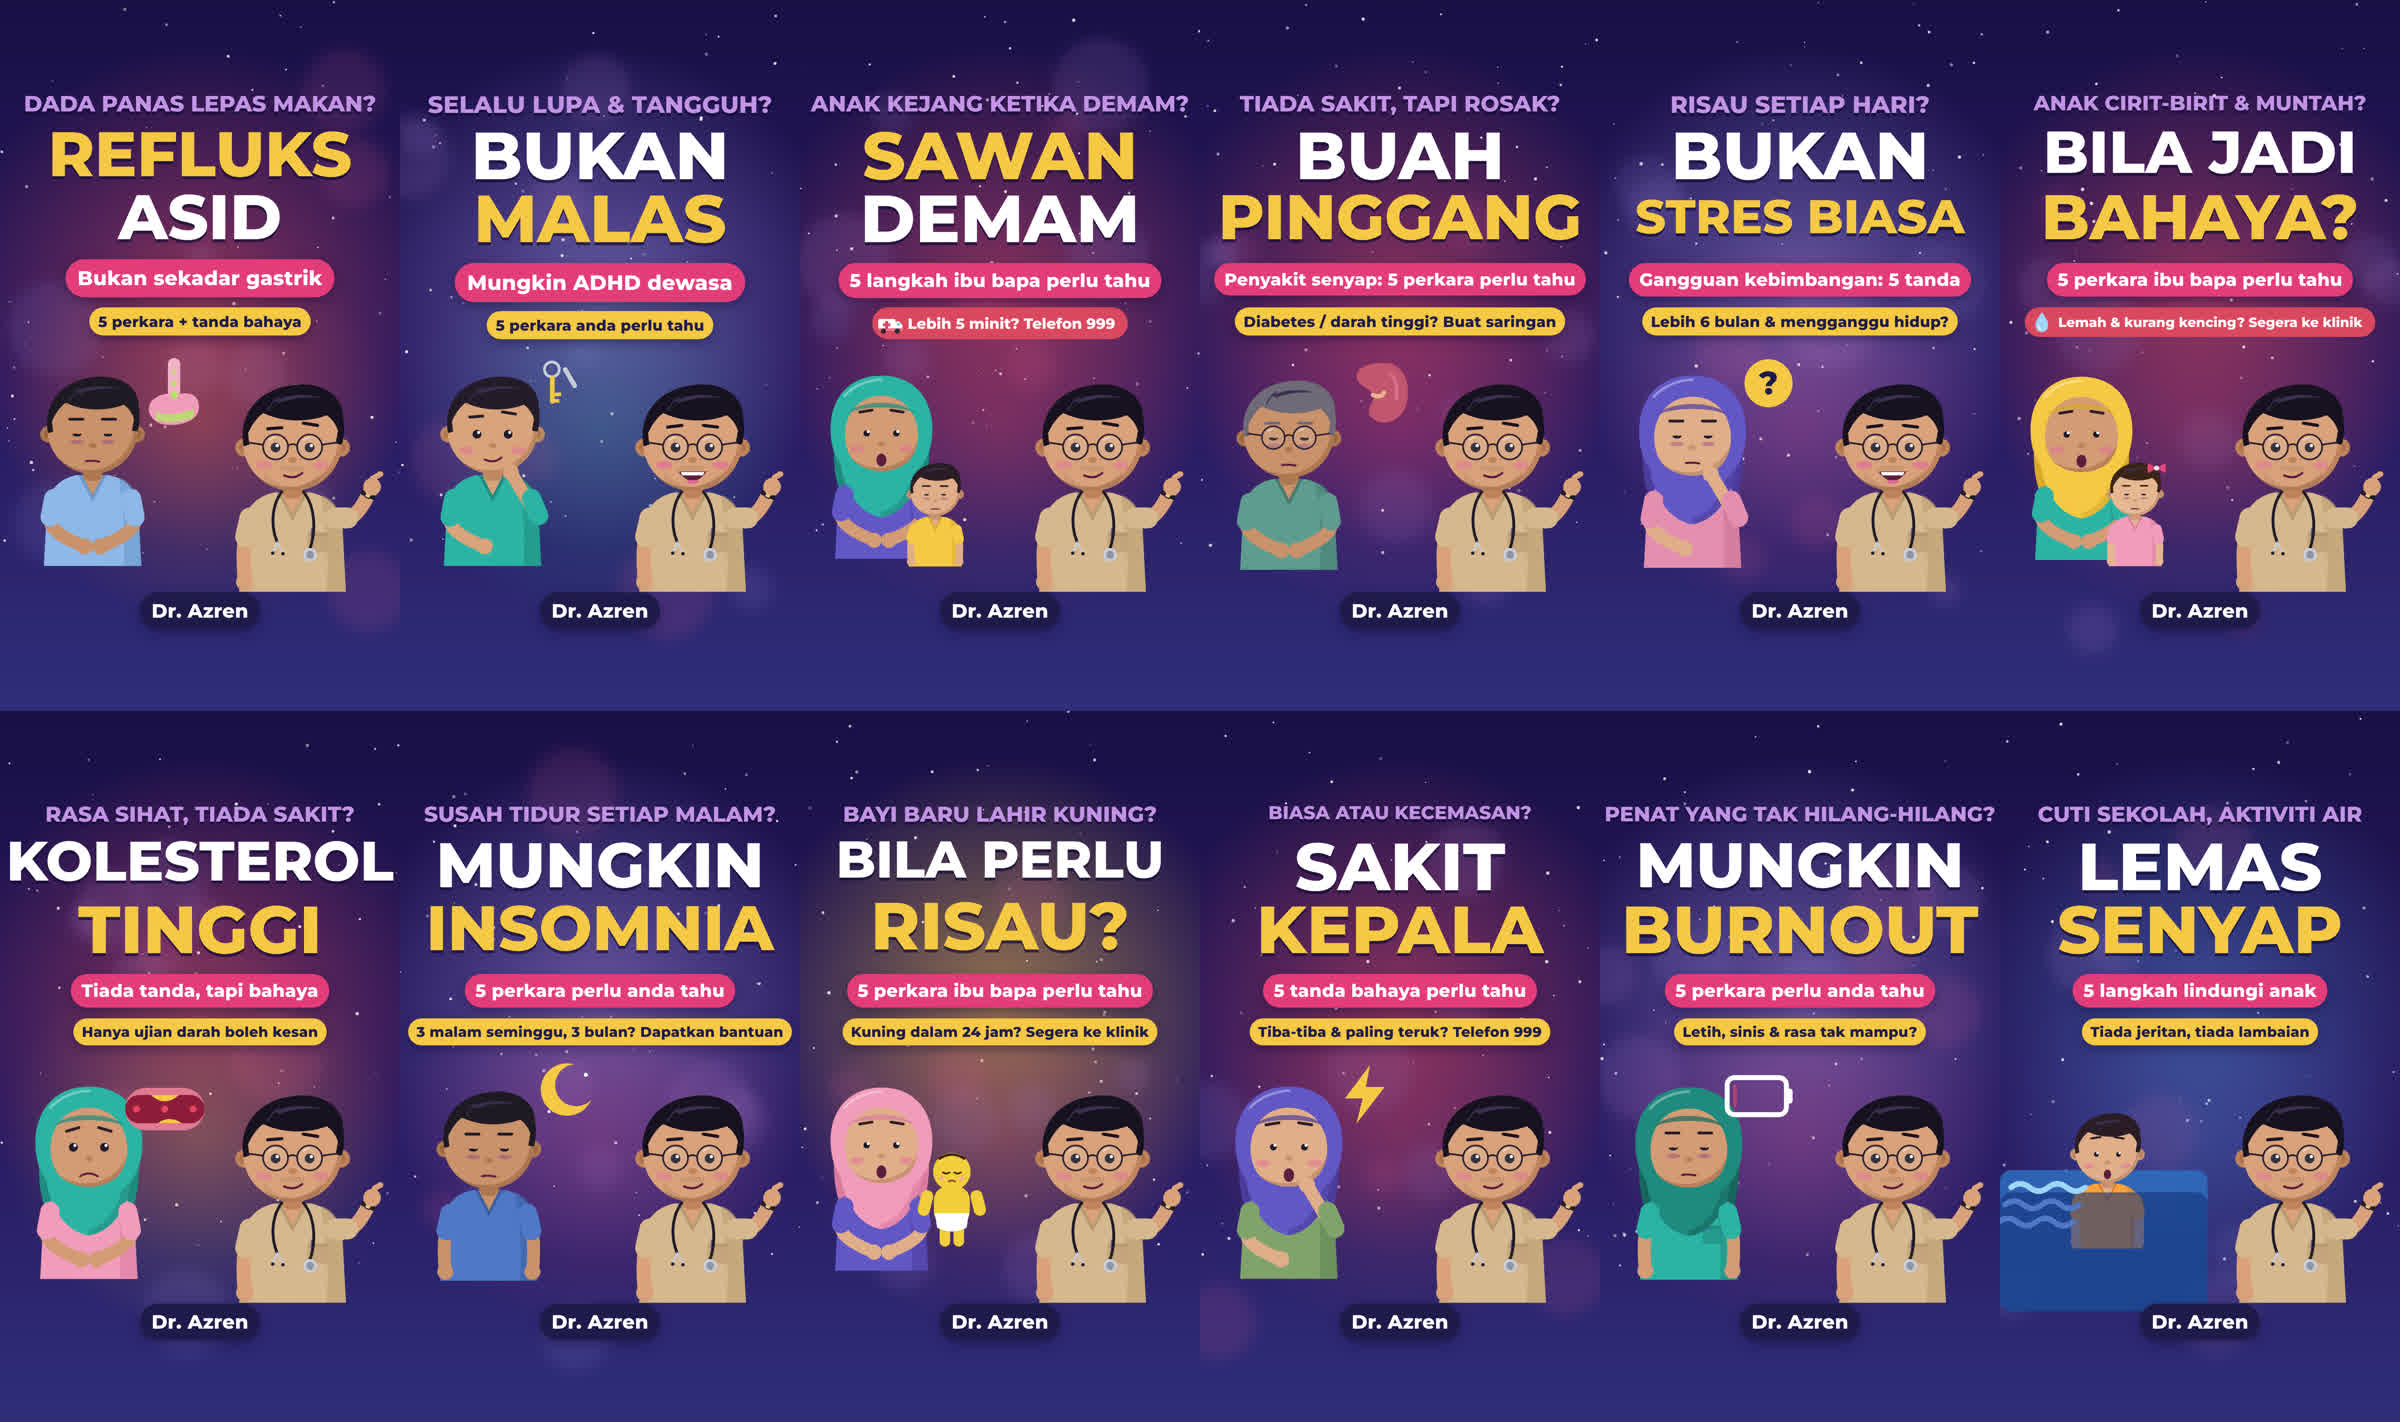 DADA PANAS LEPAS MAKAN?
REFLUKS
ASID
Bukan sekadar gastrik
5 perkara + tanda bahaya
Dr. Azren
SELALU LUPA & TANGGUH?
BUKAN
MALAS
Mungkin ADHD dewasa
5 perkara anda perlu tahu
Dr. Azren
ANAK KEJANG KETIKA DEMAM?
SAWAN
DEMAM
5 langkah ibu bapa perlu tahu
Lebih 5 minit? Telefon 999
Dr. Azren
TIADA SAKIT, TAPI ROSAK?
BUAH
PINGGANG
Penyakit senyap: 5 perkara perlu tahu
Diabetes / darah tinggi? Buat saringan
Dr. Azren
RISAU SETIAP HARI?
BUKAN
STRES BIASA
Gangguan kebimbangan: 5 tanda
Lebih 6 bulan & mengganggu hidup?
?
Dr. Azren
ANAK CIRIT-BIRIT & MUNTAH?
BILA JADI
BAHAYA?
5 perkara ibu bapa perlu tahu
Lemah & kurang kencing? Segera ke klinik
Dr. Azren
RASA SIHAT, TIADA SAKIT?
KOLESTEROL
TINGGI
Tiada tanda, tapi bahaya
Hanya ujian darah boleh kesan
Dr. Azren
SUSAH TIDUR SETIAP MALAM?
MUNGKIN
INSOMNIA
5 perkara perlu anda tahu
3 malam seminggu, 3 bulan? Dapatkan bantuan
Dr. Azren
BAYI BARU LAHIR KUNING?
BILA PERLU
RISAU?
5 perkara ibu bapa perlu tahu
Kuning dalam 24 jam? Segera ke klinik
Dr. Azren
BIASA ATAU KECEMASAN?
SAKIT
KEPALA
5 tanda bahaya perlu tahu
Tiba-tiba & paling teruk? Telefon 999
Dr. Azren
PENAT YANG TAK HILANG-HILANG?
MUNGKIN
BURNOUT
5 perkara perlu anda tahu
Letih, sinis & rasa tak mampu?
Dr. Azren
CUTI SEKOLAH, AKTIVITI AIR
LEMAS
SENYAP
5 langkah lindungi anak
Tiada jeritan, tiada lambaian
Dr. Azren